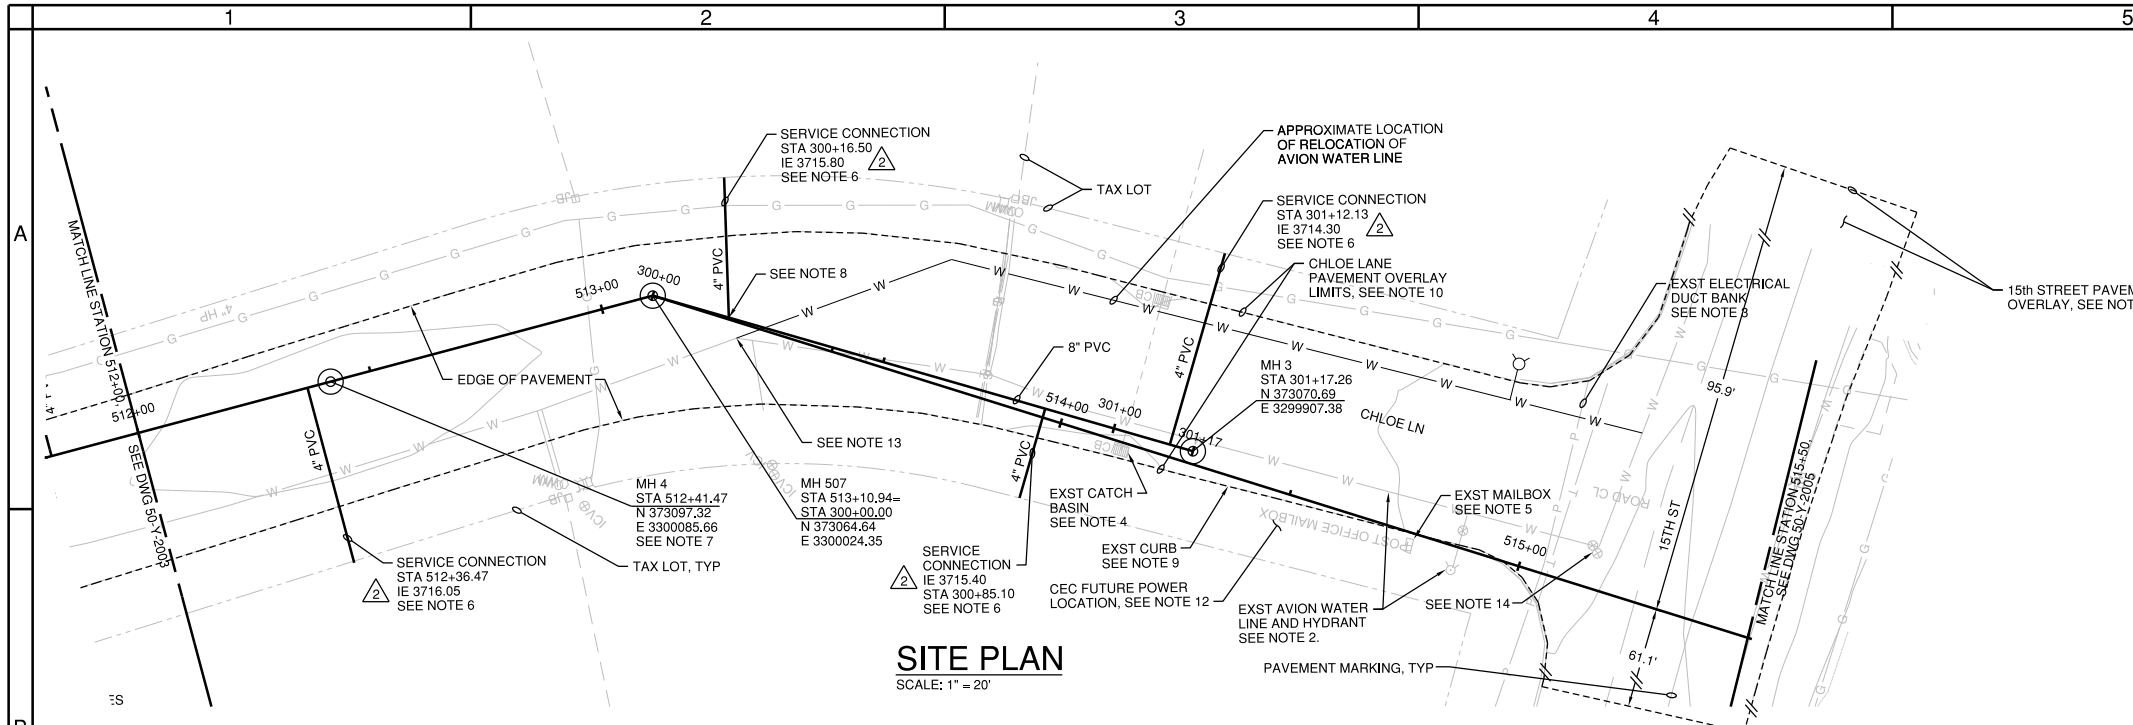 1 2 3 4 5
A
B
SERVICE CONNECTION
STA 300+16.50
IE 3715.80
SEE NOTE 6
2
TAX LOT
APPROXIMATE LOCATION
OF RELOCATION OF
AVION WATER LINE
SERVICE CONNECTION
STA 301+12.13
IE 3714.30
SEE NOTE 6
2
CHLOE LANE
PAVEMENT OVERLAY
LIMITS, SEE NOTE 10
EXST ELECTRICAL
DUCT BANK
SEE NOTE 3
15th STREET PAVEM
OVERLAY, SEE NOT
MATCH LINE STATION 512+00,
SEE DWG 50-Y-2003
512+00
513+00
300+00
4" PVC
SEE NOTE 8
4" HP
JB
JB
CB
EDGE OF PAVEMENT
8" PVC
4" PVC
MH 3
STA 301+17.26
N 373070.69
E 3299907.38
514+00
301+00
301+17
CHLOE LN
95.9'
15TH ST
MATCH LINE STATION 515+50,
SEE DWG 50-Y-2005
SEE NOTE 13
4" PVC
4" PVC
CB
ICV
ICV
JB
MH 4
STA 512+41.47
N 373097.32
E 3300085.66
SEE NOTE 7
MH 507
STA 513+10.94=
STA 300+00.00
N 373064.64
E 3300024.35
EXST CATCH
BASIN
SEE NOTE 4
EXST MAILBOX
SEE NOTE 5
ROAD CL
POST OFFICE MAILBOX
515+00
SERVICE CONNECTION
STA 512+36.47
IE 3716.05
SEE NOTE 6
2
TAX LOT, TYP
SERVICE
CONNECTION
IE 3715.40
STA 300+85.10
SEE NOTE 6
2
EXST CURB
SEE NOTE 9
CEC FUTURE POWER
LOCATION, SEE NOTE 12
EXST AVION WATER
LINE AND HYDRANT
SEE NOTE 2.
SEE NOTE 14
PAVEMENT MARKING, TYP
61.1'
SITE PLAN
SCALE: 1" = 20'